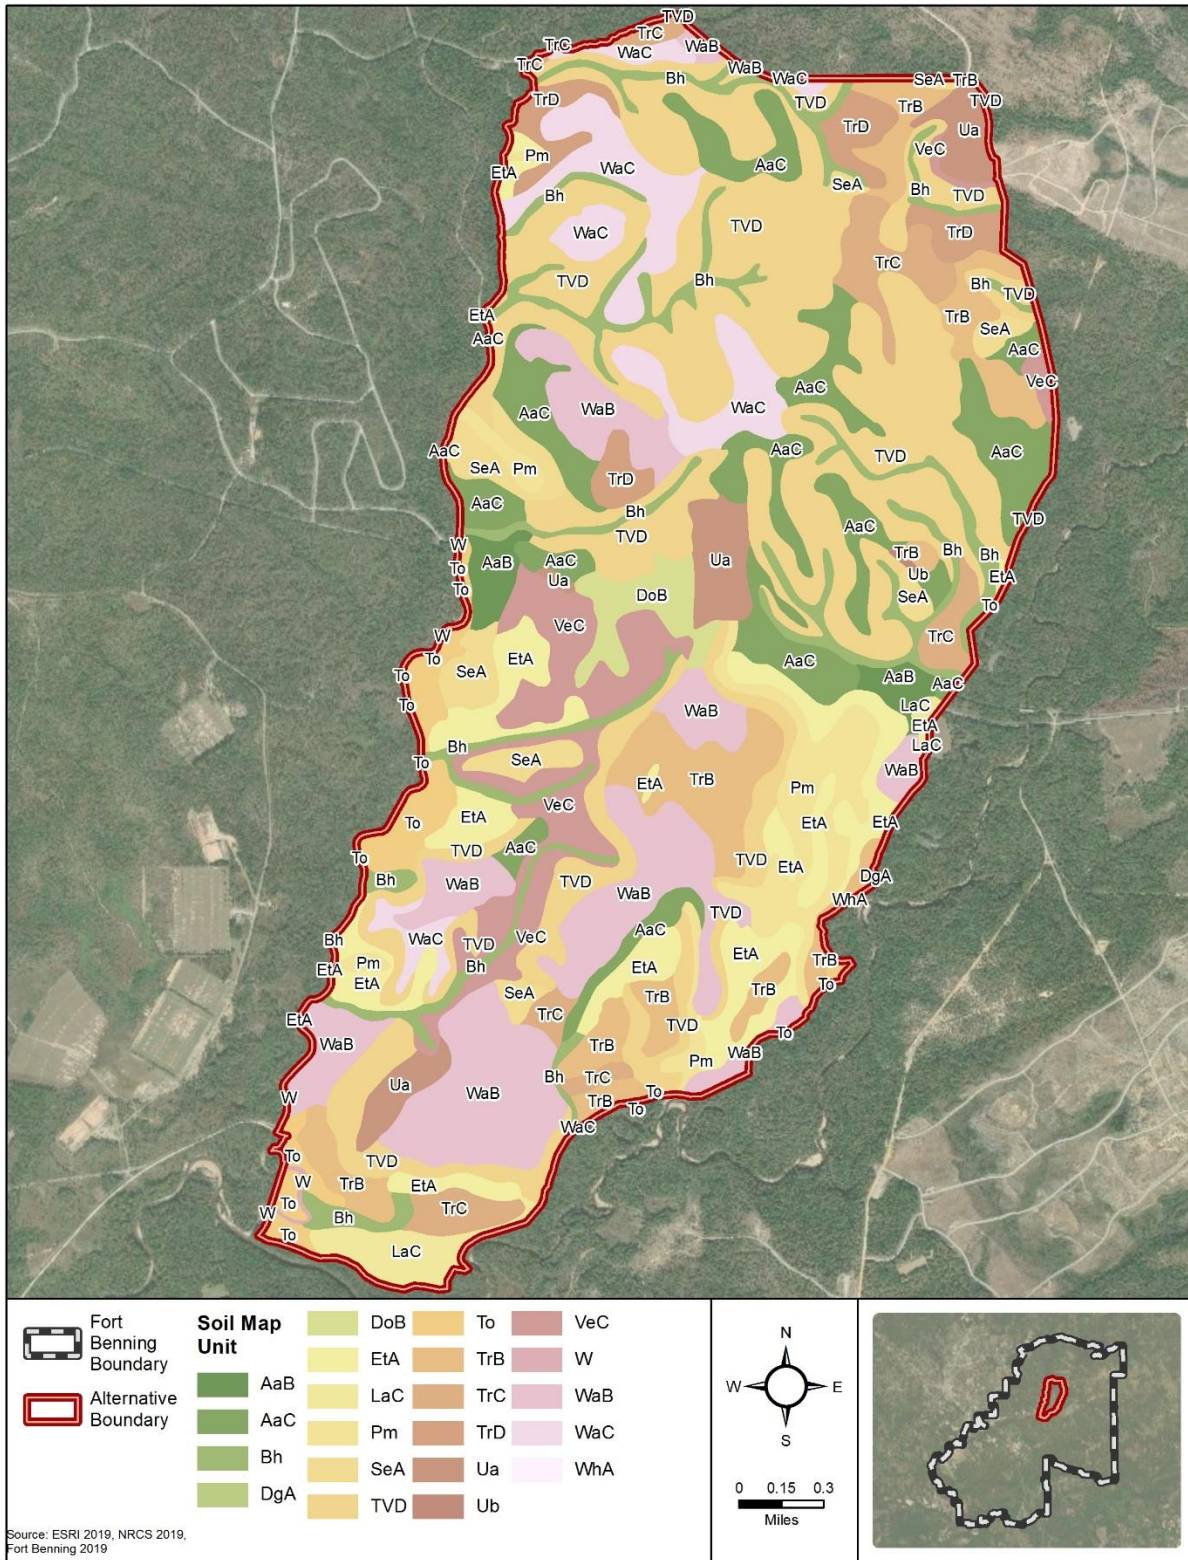 TVD
TrC
TrC
WaC
WaB
TrC
Bh
WaB
WaC
SeA
TrB
TrD
TVD
TrB
TVD
TrD
Ua
VeC
Pm
EtA
WaC
AaC
SeA
Bh
Bh
TVD
WaC
TVD
TrD
TrC
TVD
Bh
Bh
TVD
EtA
TrB
SeA
AaC
AaC
VeC
AaC
WaB
WaC
AaC
AaC
AaC
AaC
TVD
SeA
Pm
TrD
AaC
Bh
AaC
TVD
TVD
W
AaB
AaC
Ua
TrB
Bh
Bh
To
Ua
Ub
EtA
To
DoB
SeA
To
VeC
W
TrC
To
SeA
EtA
AaC
AaB
AaC
To
To
WaB
LaC
EtA
Bh
LaC
To
SeA
WaB
EtA
TrB
Pm
VeC
To
EtA
EtA
EtA
To
TVD
AaC
TVD
EtA
Bh
WaB
TVD
WaB
DgA
WhA
TVD
Bh
WaC
TVD
VeC
AaC
EtA
Pm
Bh
EtA
TrB
EtA
EtA
SeA
TrB
TrB
To
EtA
TrC
TVD
WaB
TrB
Pm
WaB
To
Ua
WaB
Bh
TrC
To
W
TrB
To
WaC
To
TVD
W
TrB
EtA
To
W
Bh
TrC
To
LaC
Fort
Benning
Boundary
Alternative
Boundary
Soil Map
Unit
AaB
AaC
Bh
DgA
DoB
EtA
LaC
Pm
SeA
TVD
To
TrB
TrC
TrD
Ua
Ub
VeC
W
WaB
WaC
WhA
N
W
E
S
0 0.15 0.3
Miles
Source: ESRI 2019, NRCS 2019,
Fort Benning 2019